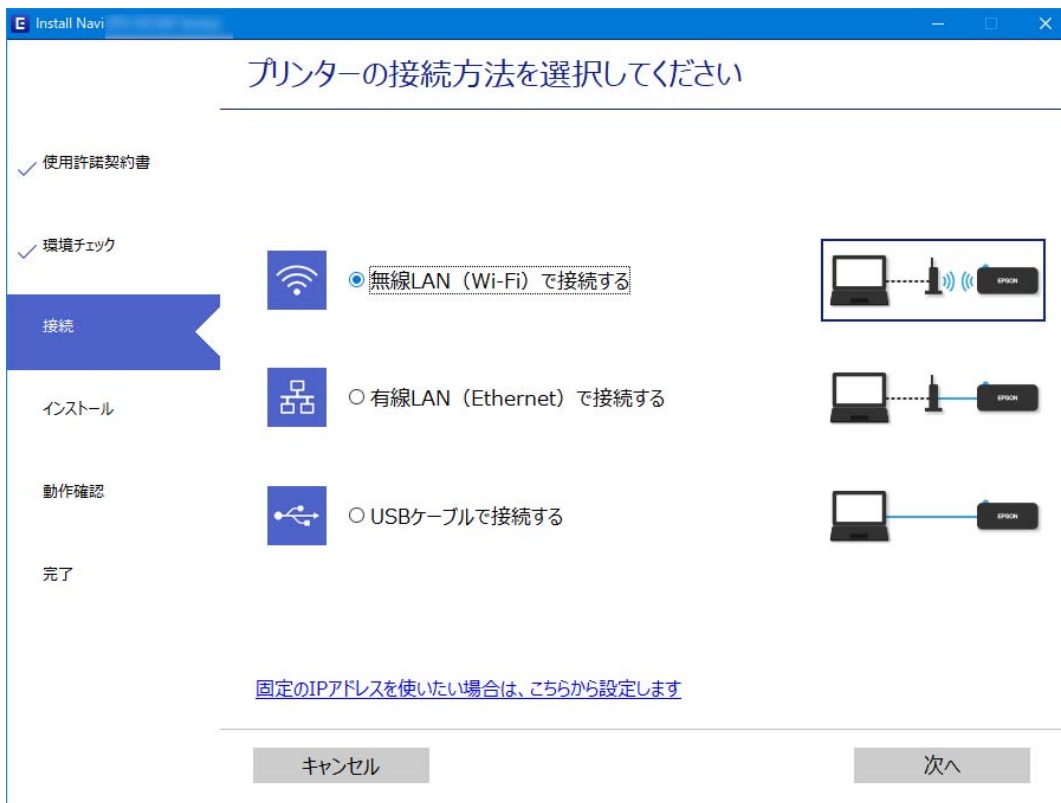 E Install Navi
プリンターの接続方法を選択してください
使用許諾契約書
環境チェック
接続
インストール
動作確認
完了
無線LAN（Wi-Fi）で接続する
EPSON
有線LAN（Ethernet）で接続する
EPSON
USBケーブルで接続する
EPSON
固定のIPアドレスを使いたい場合は、こちらから設定します
キャンセル
次へ